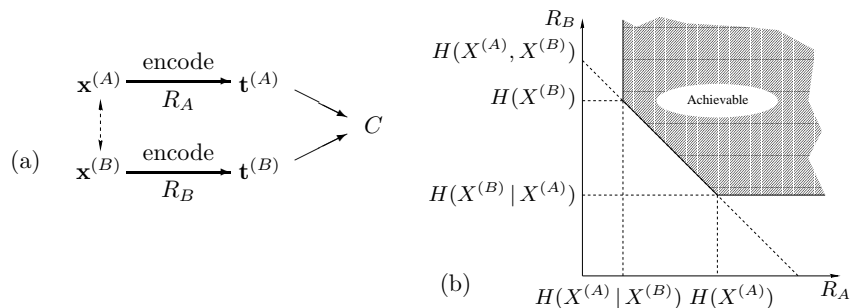 (a)
x^(A) encode R_A t^(A)
C
x^(B) encode R_B t^(B)
(b)
R_B
H(X^(A), X^(B))
H(X^(B))
Achievable
H(X^(B) | X^(A))
H(X^(A) | X^(B)) H(X^(A))
R_A